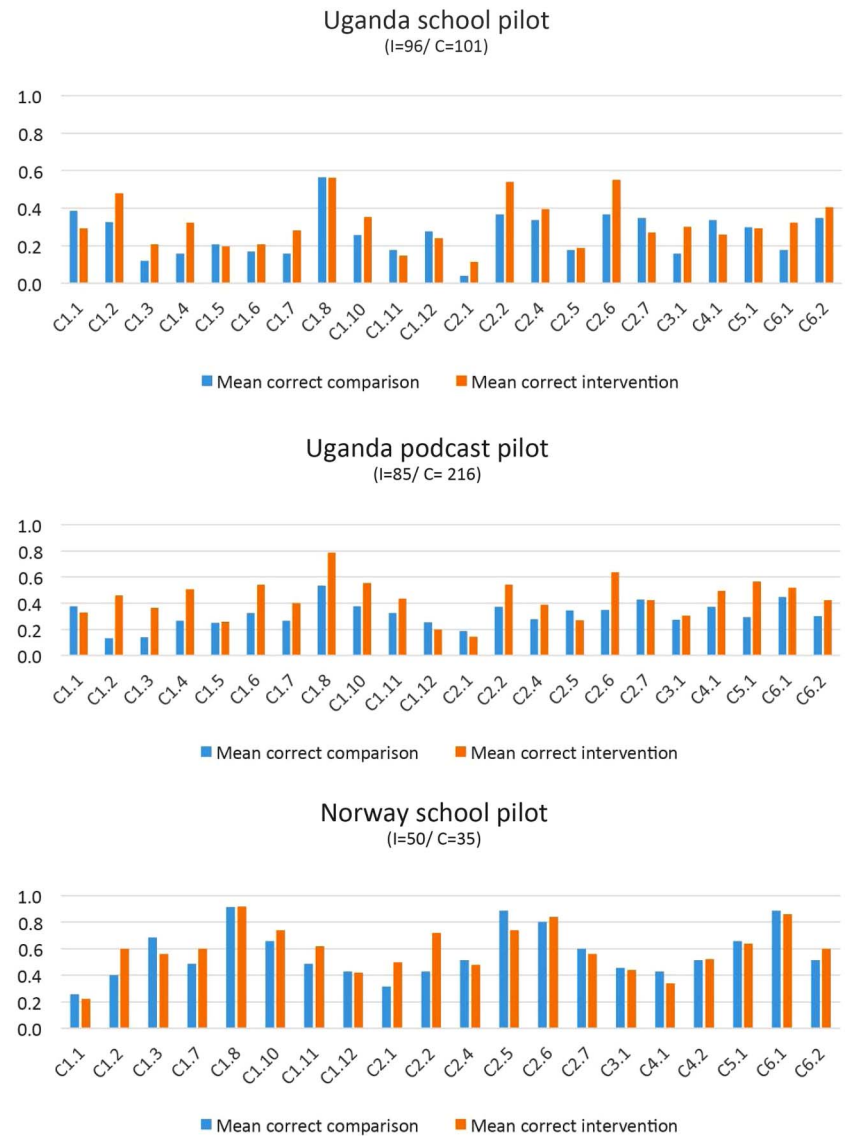 Uganda school pilot
(I=96/ C=101)
1.0
0.8
0.6
0.4
0.2
0.0
C1.1 C1.2 C1.3 C1.4 C1.5 C1.6 C1.7 C1.8 C1.10 C1.11 C1.12 C2.1 C2.2 C2.4 C2.5 C2.6 C2.7 C3.1 C4.1 C5.1 C6.1 C6.2
Mean correct comparison Mean correct intervention
Uganda podcast pilot
(I=85/ C= 216)
1.0
0.8
0.6
0.4
0.2
0.0
C1.1 C1.2 C1.3 C1.4 C1.5 C1.6 C1.7 C1.8 C1.10 C1.11 C1.12 C2.1 C2.2 C2.4 C2.5 C2.6 C2.7 C3.1 C4.1 C5.1 C6.1 C6.2
Mean correct comparison Mean correct intervention
Norway school pilot
(I=50/ C=35)
1.0
0.8
0.6
0.4
0.2
0.0
C1.1 C1.2 C1.3 C1.7 C1.8 C1.10 C1.11 C1.12 C2.1 C2.2 C2.4 C2.5 C2.6 C2.7 C3.1 C4.1 C4.2 C5.1 C6.1 C6.2
Mean correct comparison Mean correct intervention